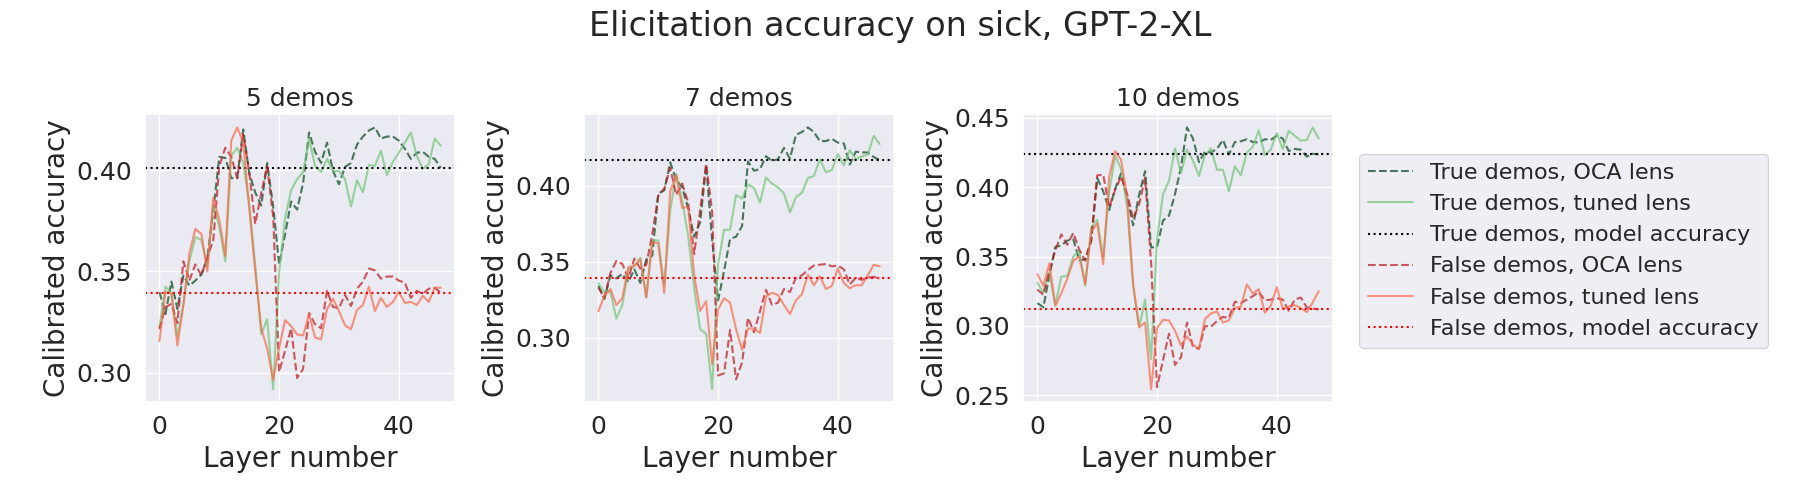 Elicitation accuracy on sick, GPT-2-XL
5 demos
Calibrated accuracy
0.40
0.35
0.30
0
20
40
Layer number
7 demos
Calibrated accuracy
0.40
0.35
0.30
0
20
40
Layer number
10 demos
Calibrated accuracy
0.45
0.40
0.35
0.30
0.25
0
20
40
Layer number
True demos, OCA lens
True demos, tuned lens
True demos, model accuracy
False demos, OCA lens
False demos, tuned lens
False demos, model accuracy